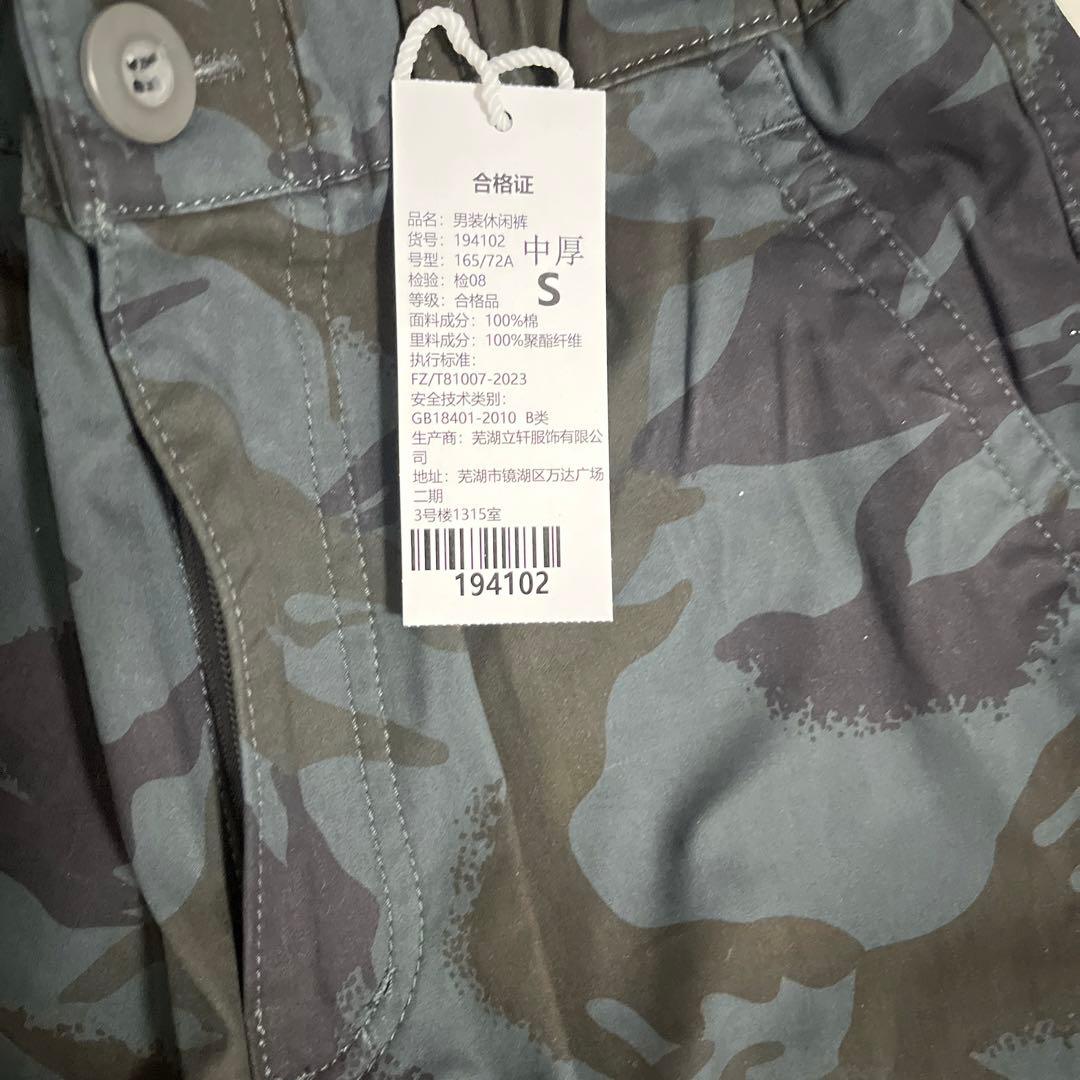 合格证
品名：男装休闲裤
货号：194102
中厚
号型：165/72A
检验：检08
S
等级：合格品
面料成分：100%棉
里料成分：100%聚酯纤维
执行标准：
FZ/T81007-2023
安全技术类别：
GB18401-2010 B类
生产商：芜湖立轩服饰有限公
司
地址：芜湖市镜湖区万达广场
二期
3号楼1315室
194102